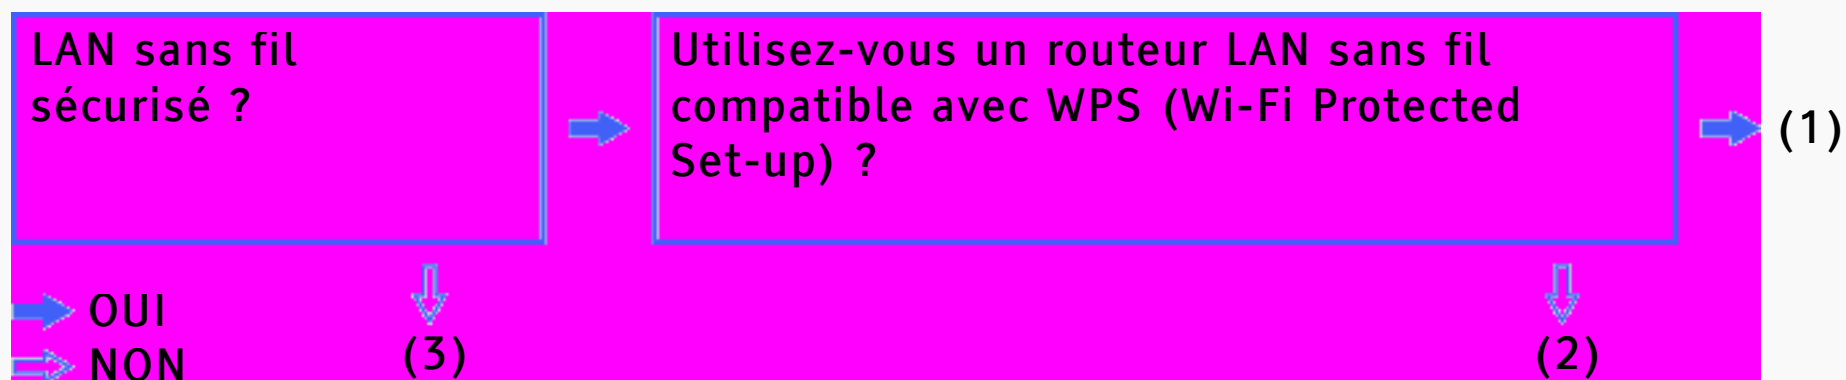 LAN sans fil
sécurisé ?
Utilisez-vous un routeur LAN sans fil
compatible avec WPS (Wi-Fi Protected
Set-up) ?
(1)
OUI
NON
(3)
(2)